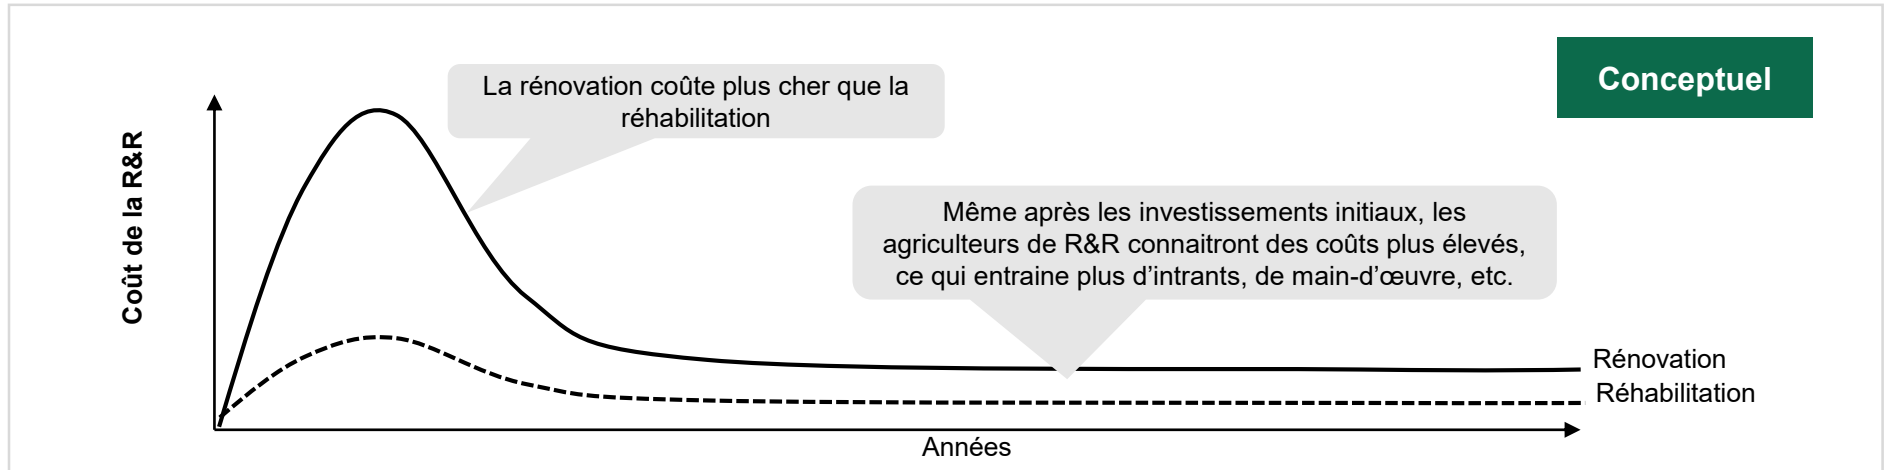 Conceptuel
La rénovation coûte plus cher que la
réhabilitation
Coût de la R&R
Même après les investissements initiaux, les
agriculteurs de R&R connaitront des coûts plus élevés,
ce qui entraine plus d’intrants, de main-d’œuvre, etc.
Rénovation
Réhabilitation
Années